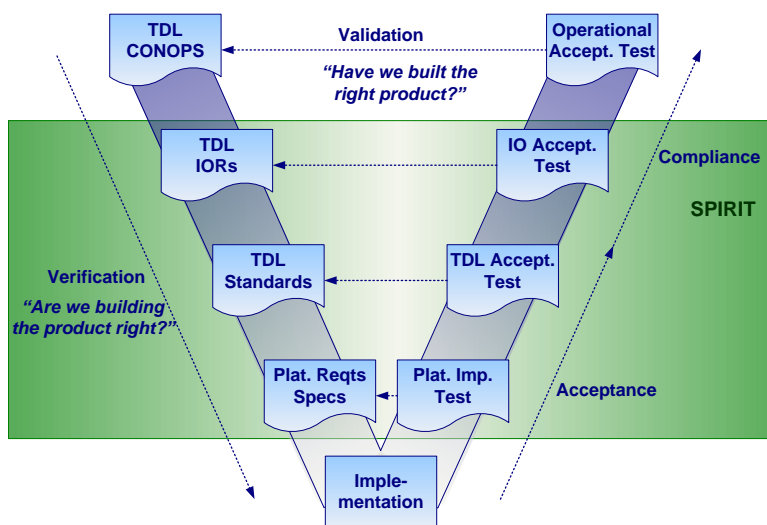 TDL
CONOPS
Validation
Operational
Accept. Test
“Have we built the
right product?”
TDL
IORs
IO Accept.
Test
Compliance
SPIRIT
Verification
“Are we building
the product right?”
TDL
Standards
TDL Accept.
Test
Plat. Reqts
Specs
Plat. Imp.
Test
Acceptance
Imple-
mentation